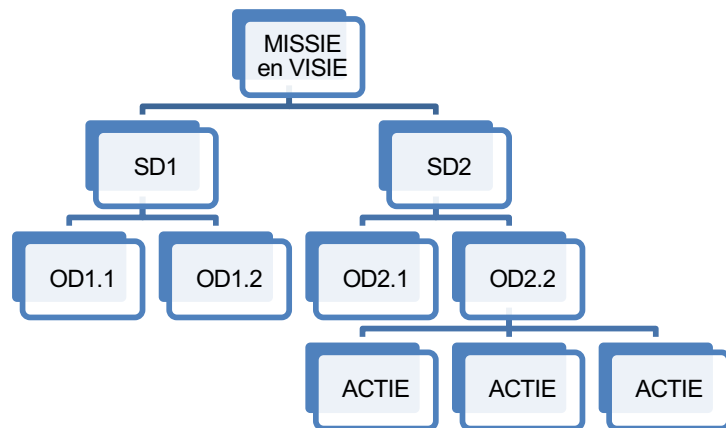 MISSIE
en VISIE
SD1
SD2
OD1.1
OD1.2
OD2.1
OD2.2
ACTIE
ACTIE
ACTIE